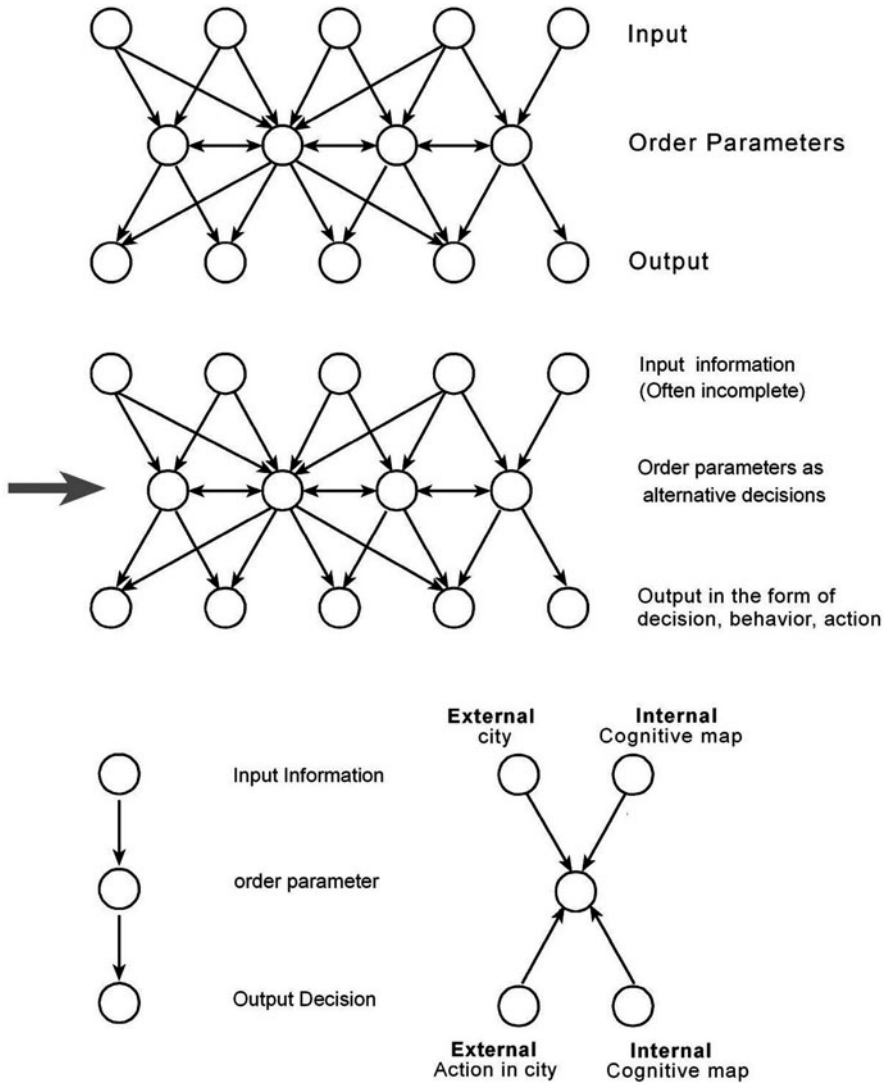 Input
Order Parameters
Output
Input information
(Often incomplete)
Order parameters as
alternative decisions
Output in the form of
decision, behavior, action
Input Information
order parameter
Output Decision
External
city
Internal
Cognitive map
External
Action in city
Internal
Cognitive map